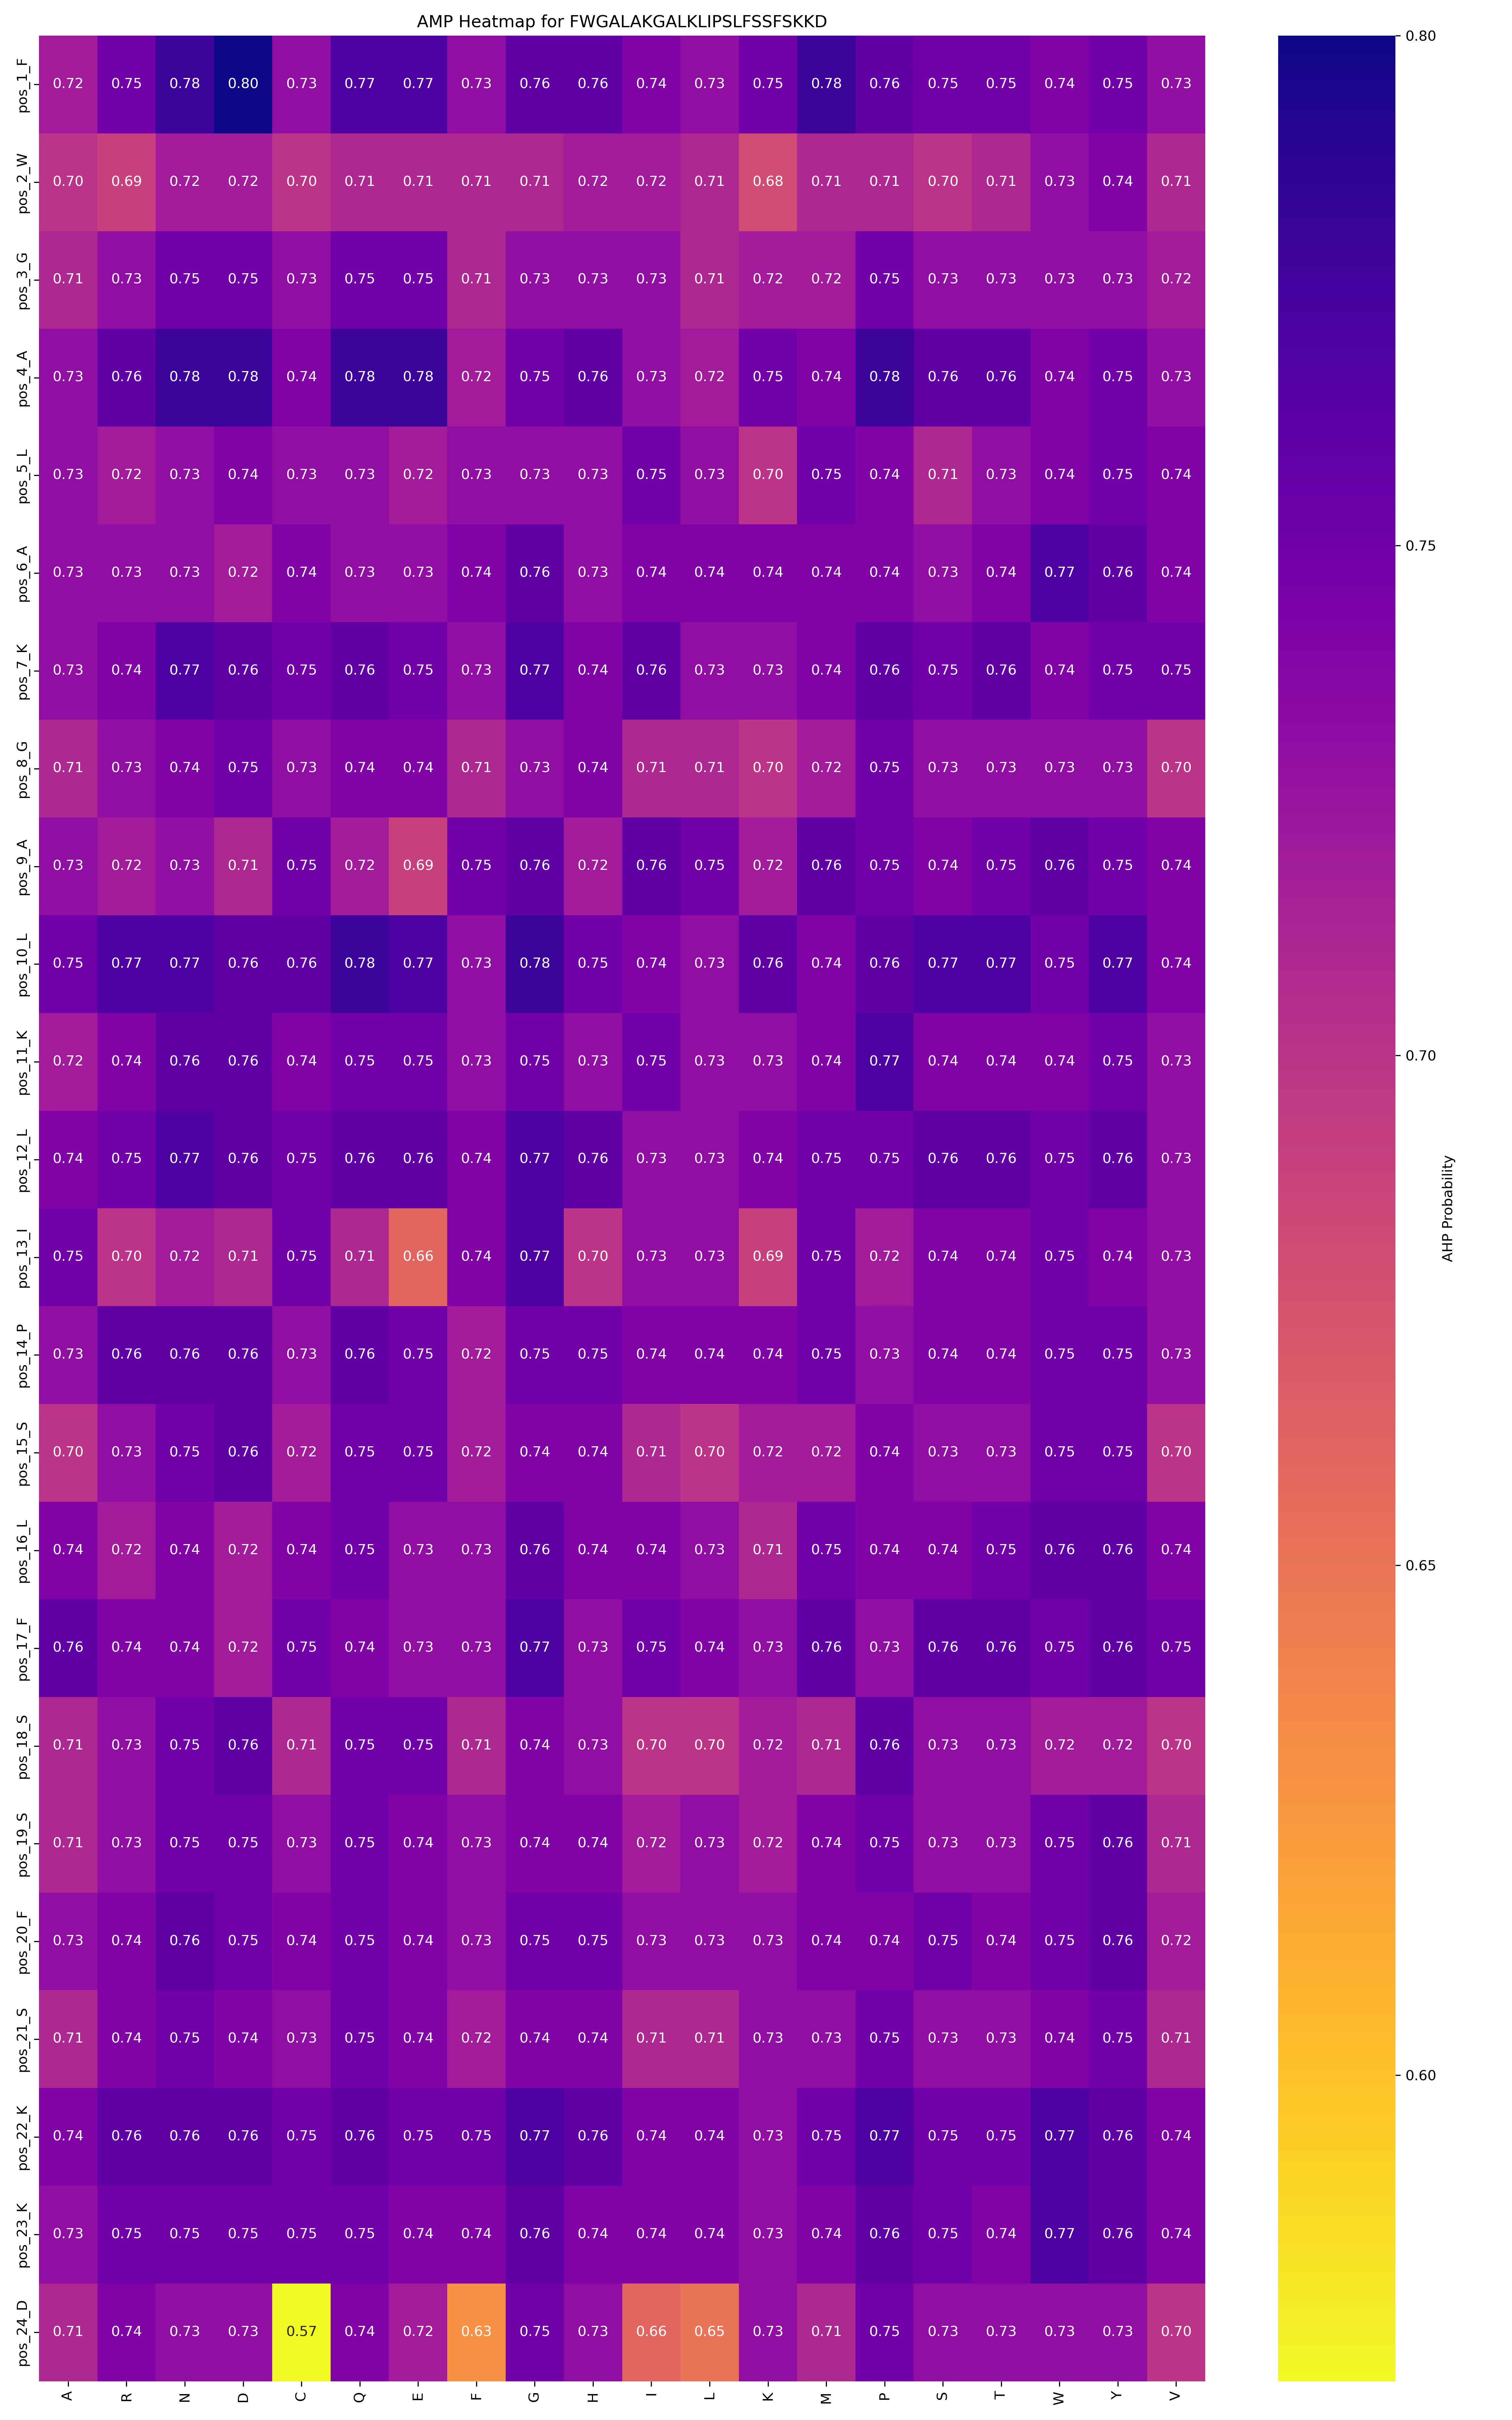 AMP Heatmap for FWGALAKGALKLIPSLFSSFSKKD
pos_1_F 0.72 0.75 0.78 0.80 0.73 0.77 0.77 0.73 0.76 0.76 0.74 0.73 0.75 0.78 0.76 0.75 0.75 0.74 0.75 0.73
pos_2_W 0.70 0.69 0.72 0.72 0.70 0.71 0.71 0.71 0.71 0.72 0.72 0.71 0.68 0.71 0.71 0.70 0.71 0.73 0.74 0.71
pos_3_G 0.71 0.73 0.75 0.75 0.73 0.75 0.75 0.71 0.73 0.73 0.73 0.71 0.72 0.72 0.75 0.73 0.73 0.73 0.73 0.72
pos_4_A 0.73 0.76 0.78 0.78 0.74 0.78 0.78 0.72 0.75 0.76 0.73 0.72 0.75 0.74 0.78 0.76 0.76 0.74 0.75 0.73
pos_5_L 0.73 0.72 0.73 0.74 0.73 0.73 0.72 0.73 0.73 0.73 0.75 0.73 0.70 0.75 0.74 0.71 0.73 0.74 0.75 0.74
pos_6_A 0.73 0.73 0.73 0.72 0.74 0.73 0.73 0.74 0.76 0.73 0.74 0.74 0.74 0.74 0.74 0.73 0.74 0.77 0.76 0.74
pos_7_K 0.73 0.74 0.77 0.76 0.75 0.76 0.75 0.73 0.77 0.74 0.76 0.73 0.73 0.74 0.76 0.75 0.76 0.74 0.75 0.75
pos_8_G 0.71 0.73 0.74 0.75 0.73 0.74 0.74 0.71 0.73 0.74 0.71 0.71 0.70 0.72 0.75 0.73 0.73 0.73 0.73 0.70
pos_9_A 0.73 0.72 0.73 0.71 0.75 0.72 0.69 0.75 0.76 0.72 0.76 0.75 0.72 0.76 0.75 0.74 0.75 0.76 0.75 0.74
pos_10_L 0.75 0.77 0.77 0.76 0.76 0.78 0.77 0.73 0.78 0.75 0.74 0.73 0.76 0.74 0.76 0.77 0.77 0.75 0.77 0.74
pos_11_K 0.72 0.74 0.76 0.76 0.74 0.75 0.75 0.73 0.75 0.73 0.75 0.73 0.73 0.74 0.77 0.74 0.74 0.74 0.75 0.73
pos_12_L 0.74 0.75 0.77 0.76 0.75 0.76 0.76 0.74 0.77 0.76 0.73 0.73 0.74 0.75 0.75 0.76 0.76 0.75 0.76 0.73
pos_13_I 0.75 0.70 0.72 0.71 0.75 0.71 0.66 0.74 0.77 0.70 0.73 0.73 0.69 0.75 0.72 0.74 0.74 0.75 0.74 0.73
pos_14_P 0.73 0.76 0.76 0.76 0.73 0.76 0.75 0.72 0.75 0.75 0.74 0.74 0.74 0.75 0.73 0.74 0.74 0.75 0.75 0.73
pos_15_S 0.70 0.73 0.75 0.76 0.72 0.75 0.75 0.72 0.74 0.74 0.71 0.70 0.72 0.72 0.74 0.73 0.73 0.75 0.75 0.70
pos_16_L 0.74 0.72 0.74 0.72 0.74 0.75 0.73 0.73 0.76 0.74 0.74 0.73 0.71 0.75 0.74 0.74 0.75 0.76 0.76 0.74
pos_17_F 0.76 0.74 0.74 0.72 0.75 0.74 0.73 0.73 0.77 0.73 0.75 0.74 0.73 0.76 0.73 0.76 0.76 0.75 0.76 0.75
pos_18_S 0.71 0.73 0.75 0.76 0.71 0.75 0.75 0.71 0.74 0.73 0.70 0.70 0.72 0.71 0.76 0.73 0.73 0.72 0.72 0.70
pos_19_S 0.71 0.73 0.75 0.75 0.73 0.75 0.74 0.73 0.74 0.74 0.72 0.73 0.72 0.74 0.75 0.73 0.73 0.75 0.76 0.71
pos_20_F 0.73 0.74 0.76 0.75 0.74 0.75 0.74 0.73 0.75 0.75 0.73 0.73 0.73 0.74 0.74 0.75 0.74 0.75 0.76 0.72
pos_21_S 0.71 0.74 0.75 0.74 0.73 0.75 0.74 0.72 0.74 0.74 0.71 0.71 0.73 0.73 0.75 0.73 0.73 0.74 0.75 0.71
pos_22_K 0.74 0.76 0.76 0.76 0.75 0.76 0.75 0.75 0.77 0.76 0.74 0.74 0.73 0.75 0.77 0.75 0.75 0.77 0.76 0.74
pos_23_K 0.73 0.75 0.75 0.75 0.75 0.75 0.74 0.74 0.76 0.74 0.74 0.74 0.73 0.74 0.76 0.75 0.74 0.77 0.76 0.74
pos_24_D 0.71 0.74 0.73 0.73 0.57 0.74 0.72 0.63 0.75 0.73 0.66 0.65 0.73 0.71 0.75 0.73 0.73 0.73 0.73 0.70
A R N D C Q E F G H I L K M P S T W Y V
0.80
0.75
0.70
0.65
0.60
AHP Probability